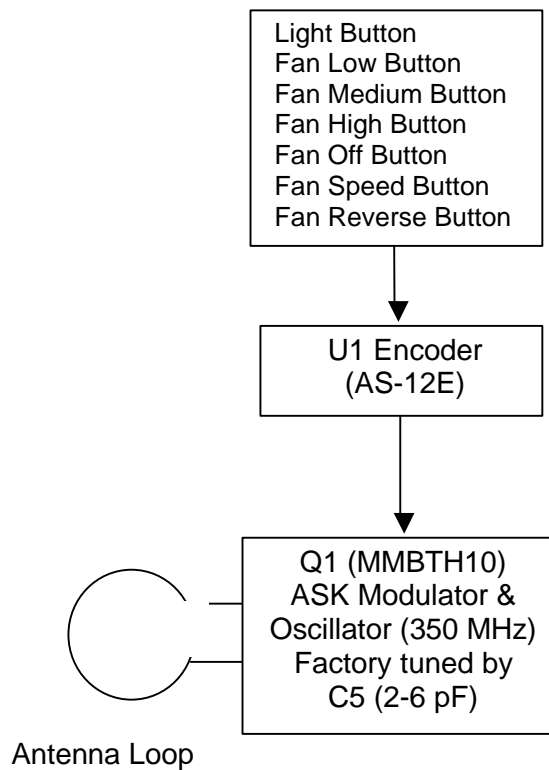 Light Button
Fan Low Button
Fan Medium Button
Fan High Button
Fan Off Button
Fan Speed Button
Fan Reverse Button
U1 Encoder
(AS-12E)
Q1 (MMBTH10)
ASK Modulator &
Oscillator (350 MHz)
Factory tuned by
C5 (2-6 pF)
Antenna Loop